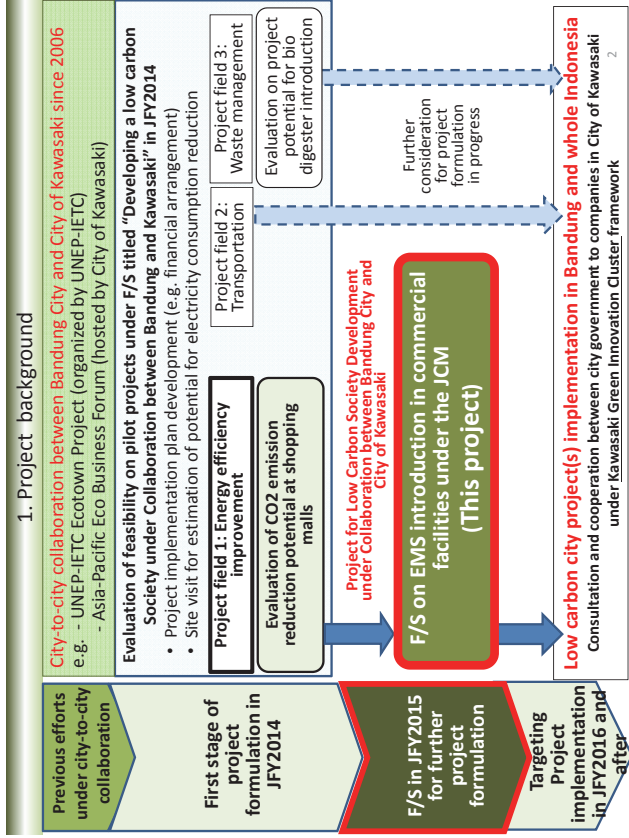 1. Project background
Previous efforts
under city-to-city
collaboration
City-to-city collaboration between Bandung City and City of Kawasaki since 2006
e.g. - UNEP-IETC Ecotown Project (organized by UNEP-IETC)
- Asia-Pacific Eco Business Forum (hosted by City of Kawasaki)
First stage of
project
formulation in
JFY2014
Evaluation of feasibility on pilot projects under F/S titled "Developing a low carbon
Society under Collaboration between Bandung and Kawasaki" in JFY2014
• Project implementation plan development (e.g. financial arrangement)
• Site visit for estimation of potential for electricity consumption reduction
Project field 1: Energy efficiency
improvement
Project field 2:
Transportation
Project field 3:
Waste management
Evaluation of CO2 emission
reduction potential at shopping
malls
Evaluation on project
potential for bio
digester introduction
F/S in JFY2015
for further
project
formulation
Project for Low Carbon Society Development
under Collaboration between Bandung City and
City of Kawasaki
F/S on EMS introduction in commercial
facilities under the JCM
(This project)
Further
consideration
for project
formulation
in progress
Targeting
Project
implementation
in JFY2016 and
after
Low carbon city project(s) implementation in Bandung and whole Indonesia
Consultation and cooperation between city government to companies in City of Kawasaki
under Kawasaki Green Innovation Cluster framework
2